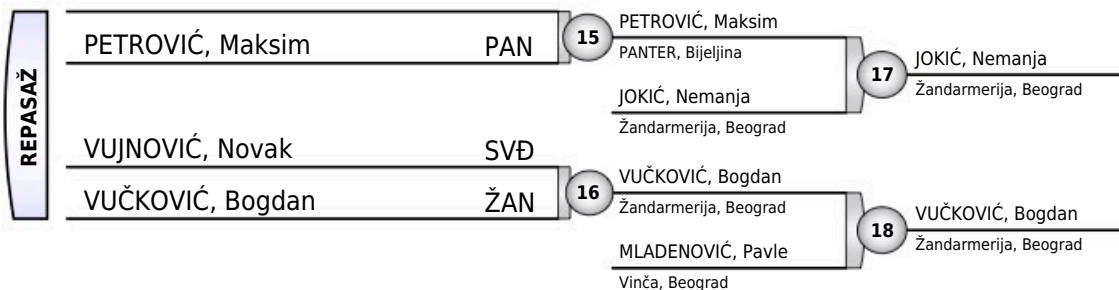 REPASAŽ
PETROVIĆ, Maksim PAN
15
PETROVIĆ, Maksim
PANTER, Bijeljina
JOKIĆ, Nemanja
Žandarmerija, Beograd
17
JOKIĆ, Nemanja
Žandarmerija, Beograd
VUJNOVIĆ, Novak SVĐ
VUČKOVIĆ, Bogdan ŽAN
16
VUČKOVIĆ, Bogdan
Žandarmerija, Beograd
MLADENOVIĆ, Pavle
Vinča, Beograd
18
VUČKOVIĆ, Bogdan
Žandarmerija, Beograd